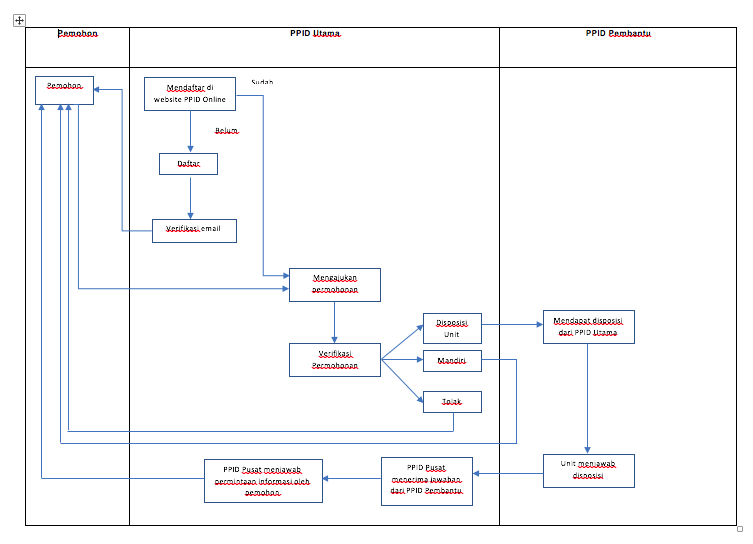 Pemohon
PPID Utama
PPID Pembantu
Pemohon
Mendaftar di
website PPID Online
Sudah
Belum
Daftar
Verifikasi email
Mengajukan
permohonan
Verifikasi
Permohonan
Disposisi
Unit
Mandiri
Tolak
Mendapat disposisi
dari PPID Utama
Unit menjawab
disposisi
PPID Pusat
menerima jawaban
dari PPID Pembantu
PPID Pusat menjawab
permintaan informasi oleh
pemohon